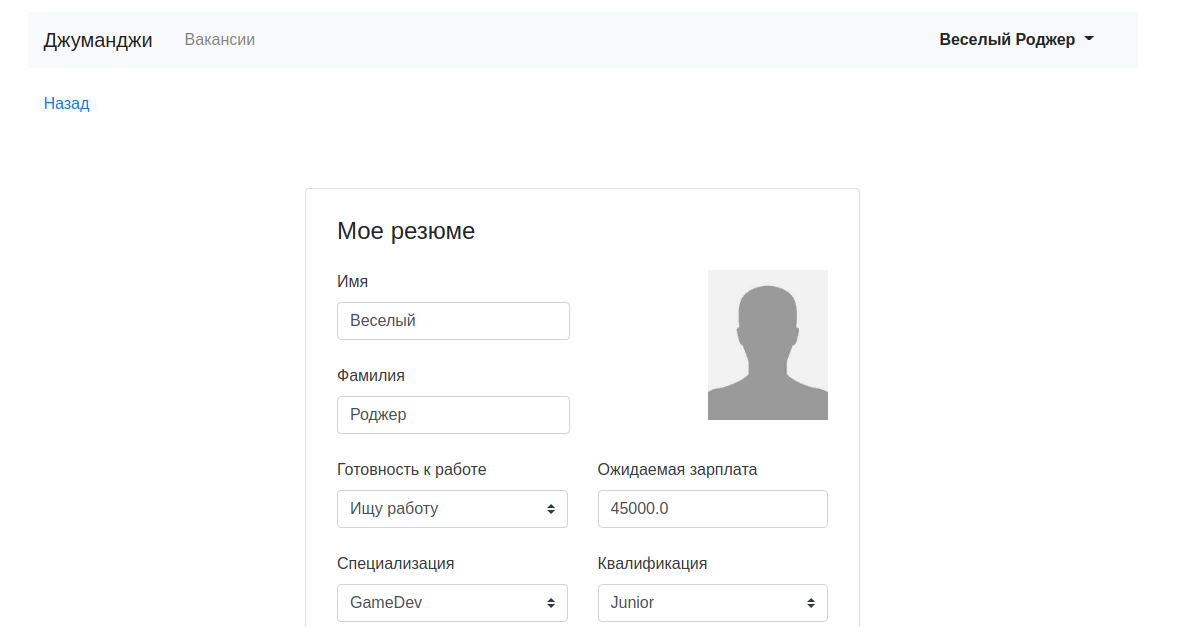 Джуманджи Вакансии Веселый Роджер
Назад
Мое резюме
Имя
Веселый
Фамилия
Роджер
Готовность к работе Ожидаемая зарплата
Ищу работу 45000.0
Специализация Квалификация
GameDev Junior